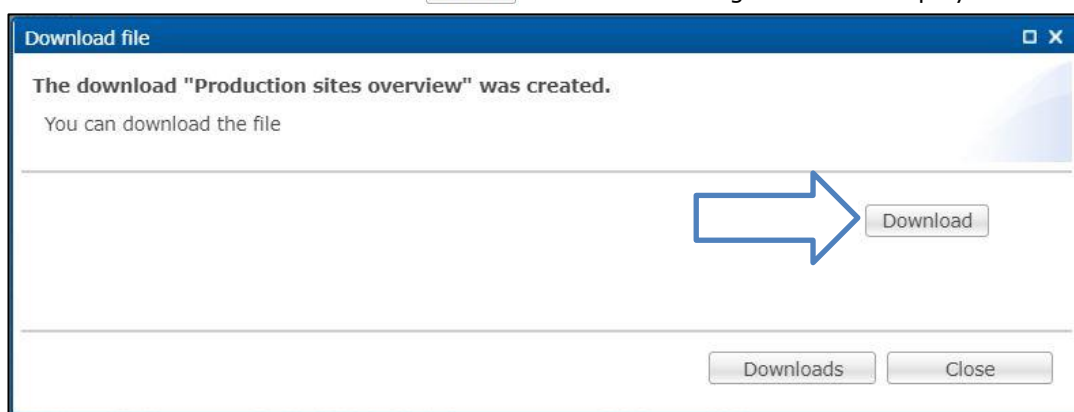 Download file
The download "Production sites overview" was created.
You can download the file
Download
Downloads
Close